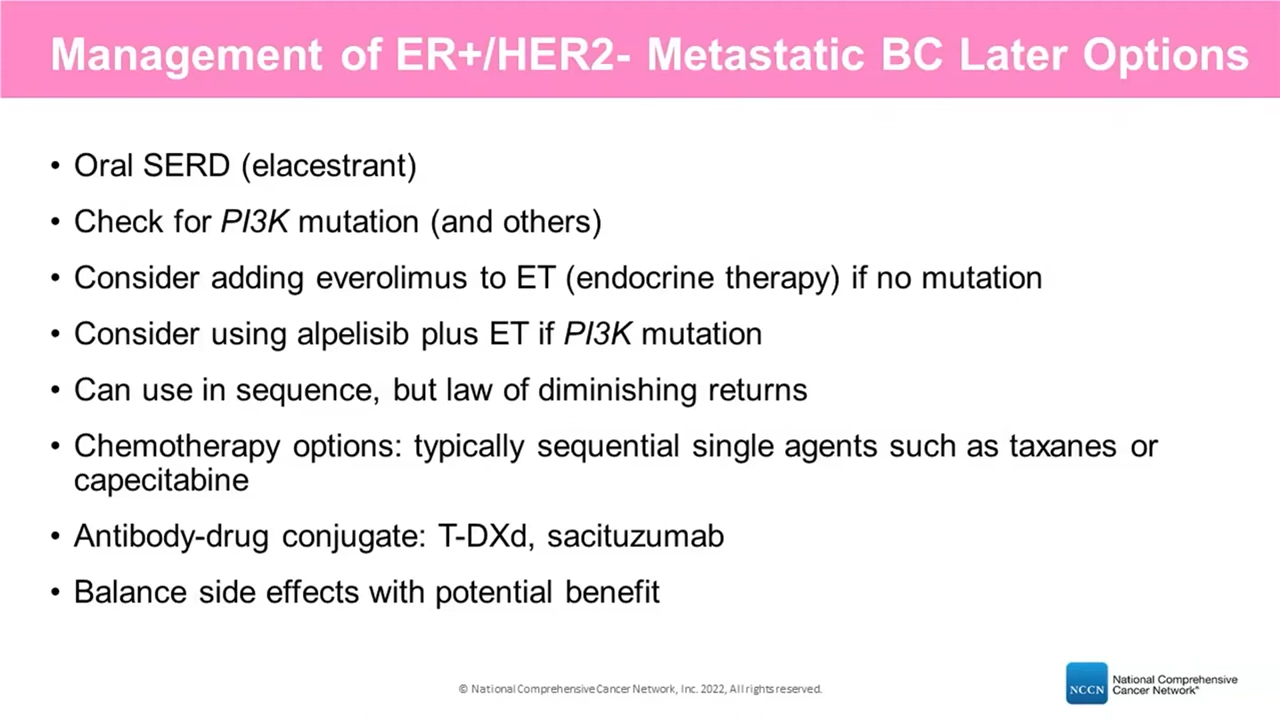 Management of ER+/HER2- Metastatic BC Later Options
• Oral SERD (elacestrant)
• Check for PI3K mutation (and others)
• Consider adding everolimus to ET (endocrine therapy) if no mutation
• Consider using alpelisib plus ET if PI3K mutation
• Can use in sequence, but law of diminishing returns
• Chemotherapy options: typically sequential single agents such as taxanes or
capecitabine
• Antibody-drug conjugate: T-DXd, sacituzumab
• Balance side effects with potential benefit
© National Comprehensive Cancer Network, Inc. 2022, All rights reserved.
NCCN
National Comprehensive
Cancer Network®